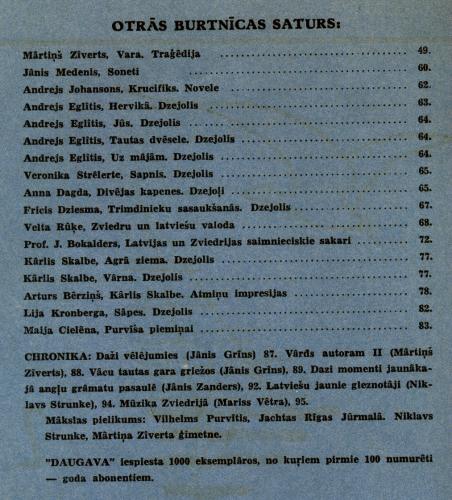 OTRĀS BURTNĪCAS SATURS:
Mārtiņš Zīverts, Vara. Traģēdija 49.
Jānis Medenis, Soneti 60.
Andrejs Johansons, Krucifiks. Novele 62.
Andrejs Eglītis, Hervikā. Dzejolis 63.
Andrejs Eglītis, Jūs. Dzejolis 64.
Andrejs Eglītis, Tautas dvēsele. Dzejolis 64.
Andrejs Eglītis, Uz mājām. Dzejolis 64.
Veronika Strēlerte, Sapnis. Dzejolis 65.
Anna Dagda, Divējas kapenes. Dzejoļi 65.
Fricis Dziesma, Trimdinieku sasaukšanās. Dzejolis 67.
Velta Rūķe, Zviedru un latviešu valoda 68.
Prof. J. Bokalders, Latvijas un Zviedrijas saimnieciskie sakari 72.
Kārlis Skalbe, Agrā ziema. Dzejolis 77.
Kārlis Skalbe, Vārna. Dzejolis 77.
Arturs Bērziņš, Kārlis Skalbe. Atmiņu impresijas 78.
Lija Kronberga, Sāpes. Dzejolis 82.
Maija Cielēna, Purvīša piemiņai 83.
CHRONIKA: Daži vēlējumes (Jānis Grīns) 87. Vārds autoram II (Mārtiņš
Zīverts), 88. Vācu tautas gara griežos (Jānis Grīns), 89. Daži momenti jaunāka-
jā angļu grāmatu pasaulē (Jānis Zanders), 92. Latviešu jaunie gleznotāji (Nik-
lavs Strunke), 94. Mūzika Zviedrijā (Mariss Vētra), 95.
Mākslas pielikums: Vilhelms Purvītis, Jachtas Rīgas Jūrmalā. Niklavs
Strunke, Mārtiņa Zīverta ģimetne.
"DAUGAVA" iespiesta 1000 eksemplāros, no kuŗiem pirmie 100 numurēti
— goda abonentiem.